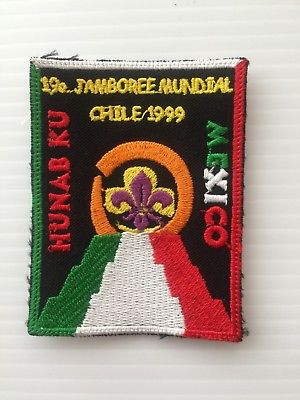 19o. JAMBOREE MUNDIAL
CHILE/1999
HUNAB KU
MEXICO